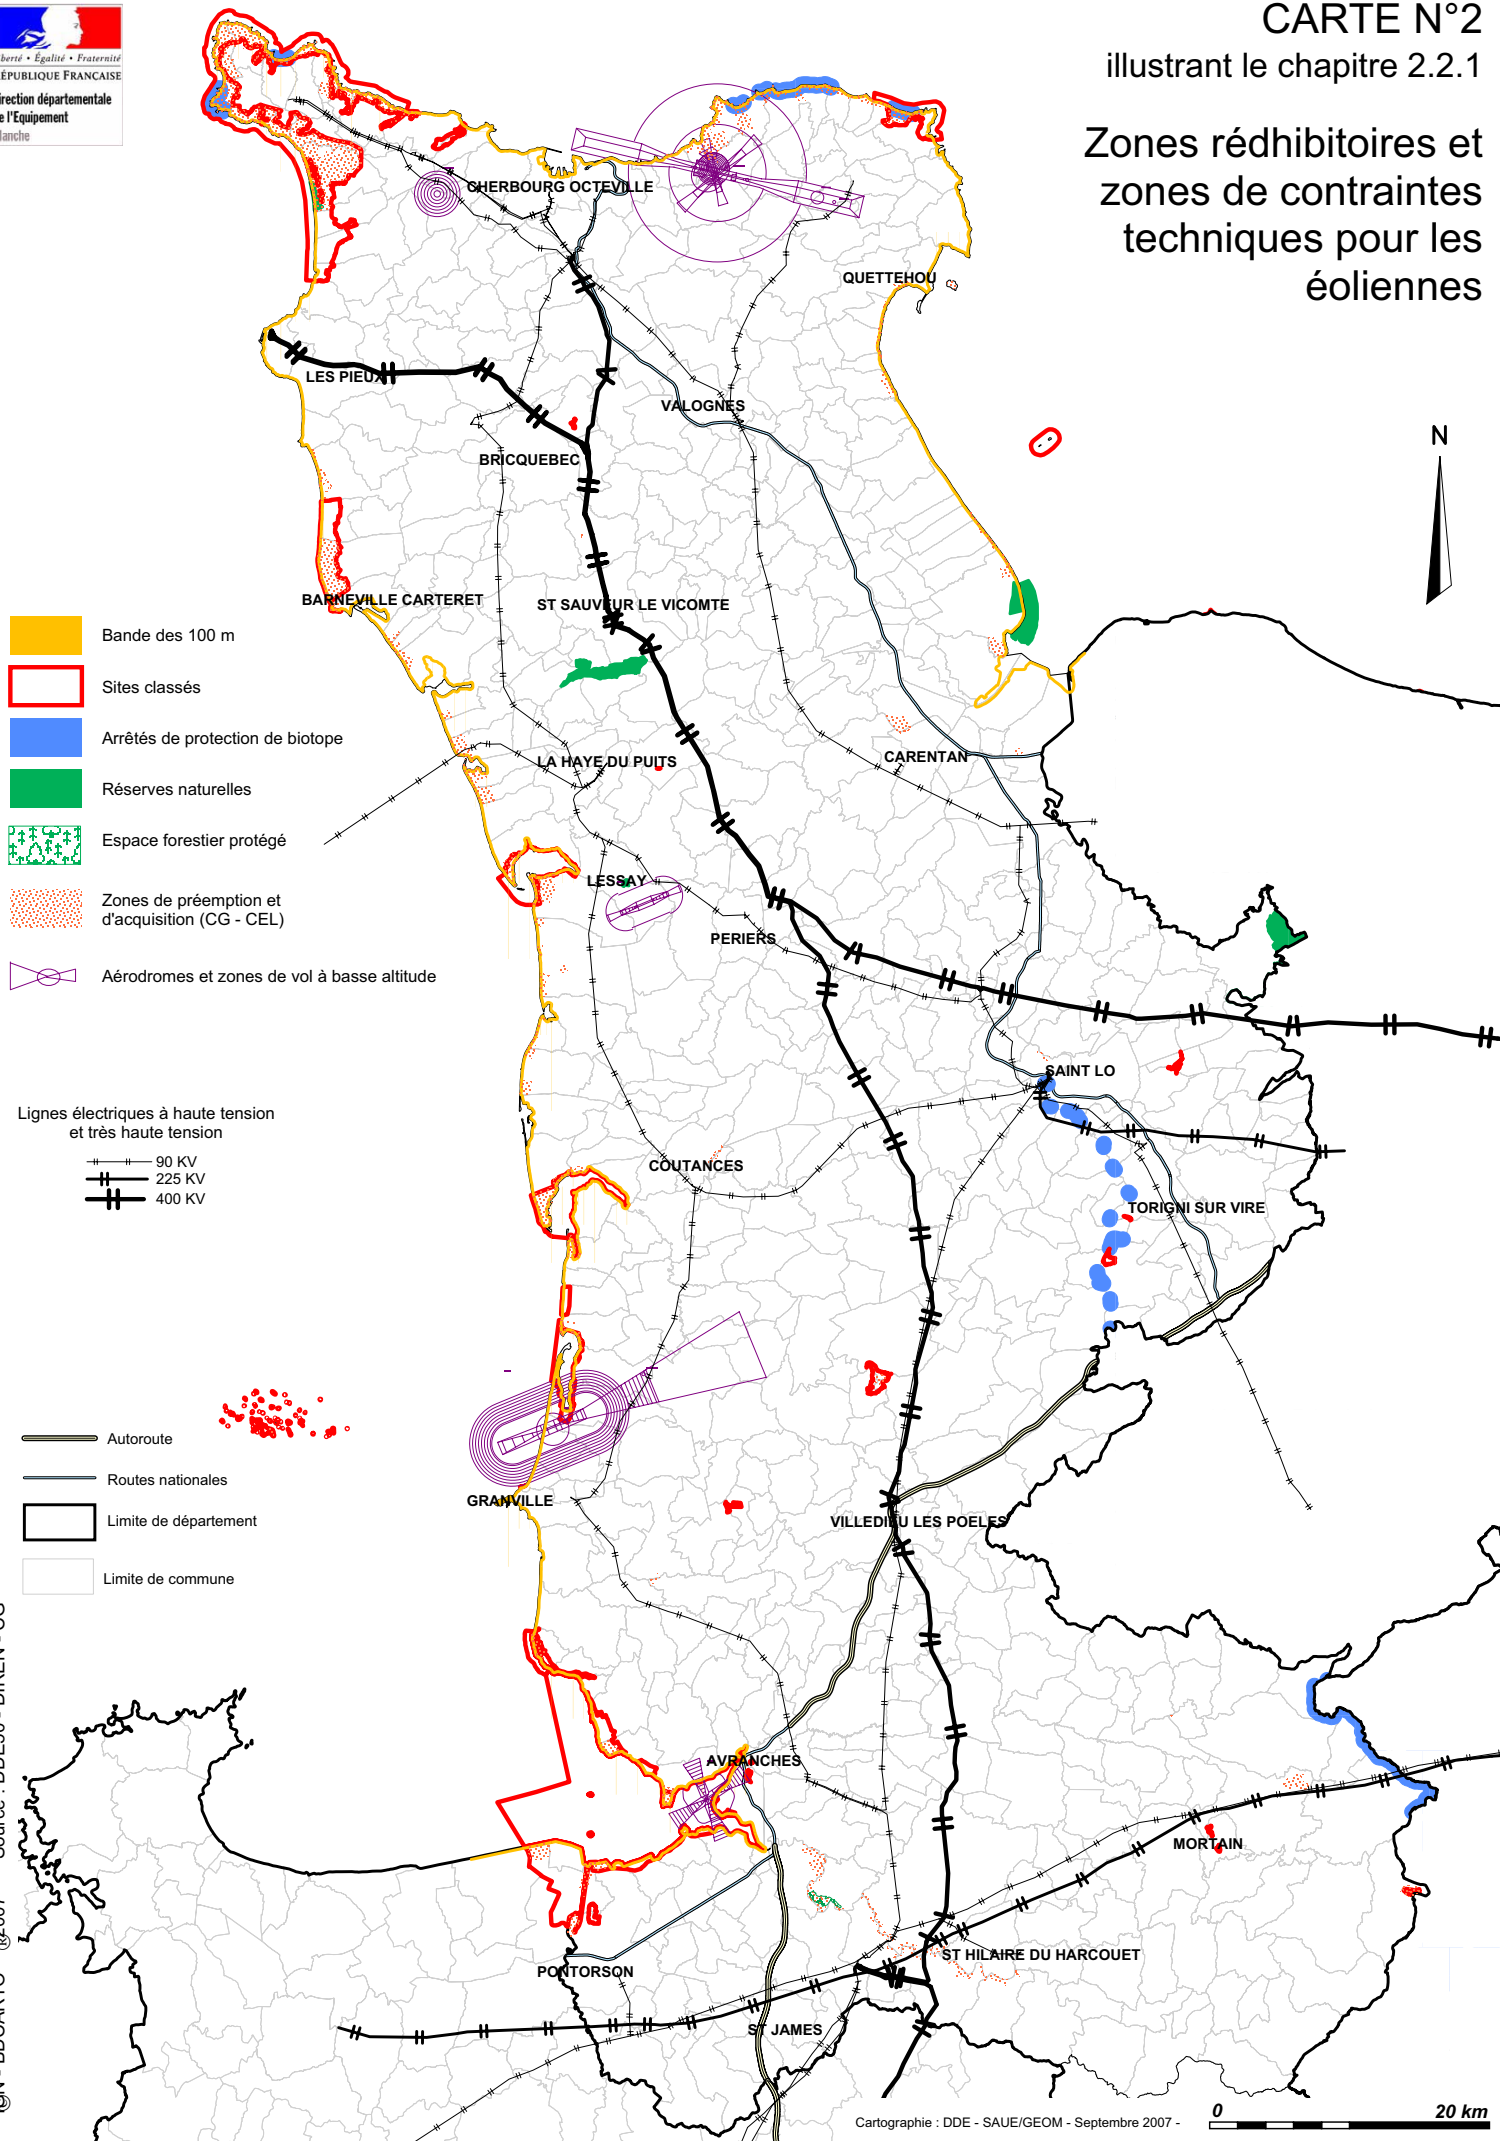 CARTE N°2
illustrant le chapitre 2.2.1
Zones rédhibitoires et
zones de contraintes
techniques pour les
éoliennes
Égalité • Fraternité
RÉPUBLIQUE FRANÇAISE
départementale
l'Equipement
CHERBOURG OCTEVILLE
QUETTEHOU
LES PIEUX
VALOGNES
BRICQUEBEC
N
BARNEVILLE CARTERET
ST SAUVEUR LE VICOMTE
LA HAYE DU PUITS
CARENTAN
LESSAY
PERIERS
SAINT LO
COUTANCES
TORIGNI SUR VIRE
GRANVILLE
VILLEDIEU LES POELES
AVRANCHES
MORTAIN
ST HILAIRE DU HARCOUET
PONTORSON
ST JAMES
Bande des 100 m
Sites classés
Arrêtés de protection de biotope
Réserves naturelles
Espace forestier protégé
Zones de préemption et
d'acquisition (CG - CEL)
Aérodromes et zones de vol à basse altitude
Lignes électriques à haute tension
et très haute tension
90 KV
225 KV
400 KV
Autoroute
Routes nationales
Limite de département
Limite de commune
Cartographie : DDE - SAUE/GEOM - Septembre 2007 -
0 20 km